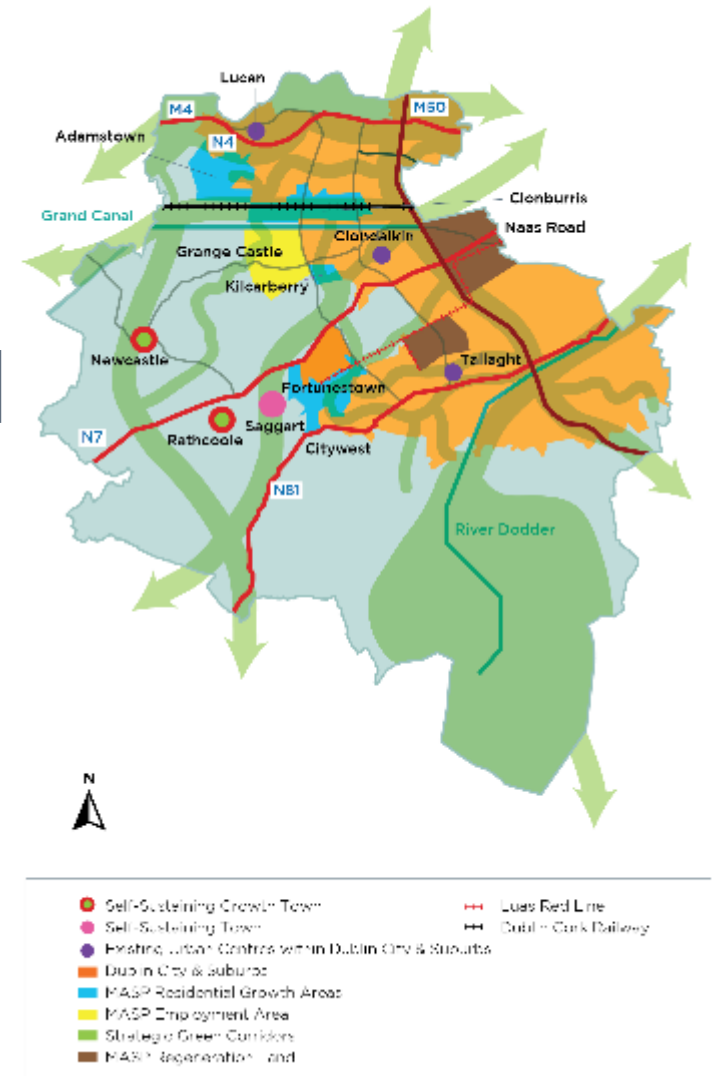 Lucan
M4
M50
Adamstown
N4
Clonburris
Grand Canal
Naas Road
Clondalkin
Grange Castle
Kilcarberry
Newcastle
Tallaght
Fortunestown
Saggart
Rathcoole
N7
Citywest
N81
River Dodder
N
Self-Sustaining Growth Town
Self-Sustaining Town
Existing Urban Centres within Dublin City & Suburbs
Dublin City & Suburbs
MASP Residential Growth Areas
MASP Employment Area
Strategic Green Corridors
MASP Regeneration Land
Luas Red Line
Dublin Cork Railway